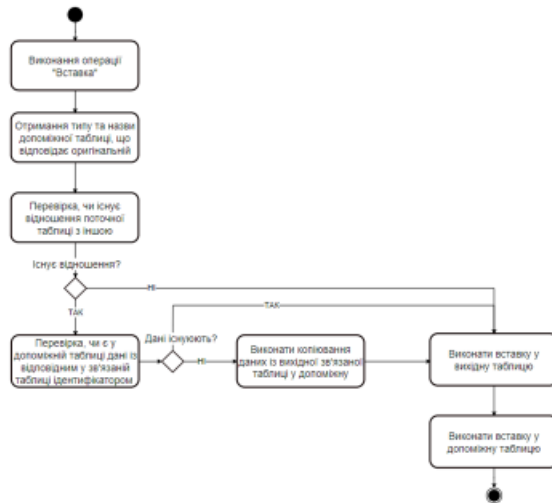 Виконання операції
"Вставка"
Отримання типу та назви
допоміжної таблиці, що
відповідає оригінальній
Перевірка, чи існує
відношення поточної
таблиці з іншою
Існує відношення?
НІ
ТАК
ТАК
Перевірка, чи є у
допоміжній таблиці дані із
відповідним у зв'язаній
таблиці ідентифікатором
Дані існуюють?
НІ
Виконати копіювання
даних із вихідної зв'язаної
таблиці у допоміжну
Виконати вставку у
вихідну таблицю
Виконати вставку у
допоміжну таблицю